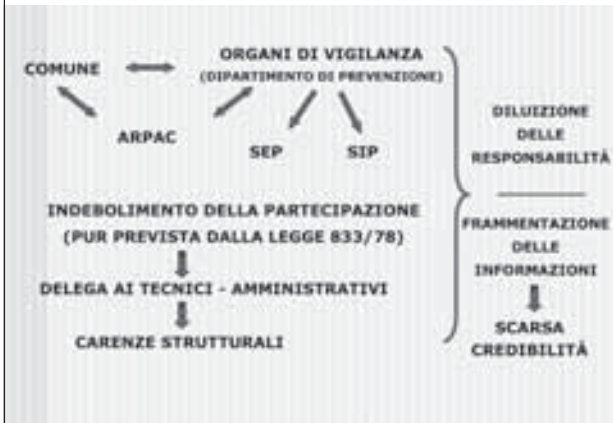 COMUNE
ORGANI DI VIGILANZA
(DIPARTIMENTO DI PREVENZIONE)
ARPAC
SEP
SIP
INDEBOLIMENTO DELLA PARTECIPAZIONE
(PUR PREVISTA DALLA LEGGE 833/78)
DELEGA AI TECNICI - AMMINISTRATIVI
CARENZE STRUTTURALI
DILUIZIONE
DELLE
RESPONSABILITÀ
FRAMMENTAZIONE
DELLE
INFORMAZIONI
SCARSA
CREDIBILITÀ